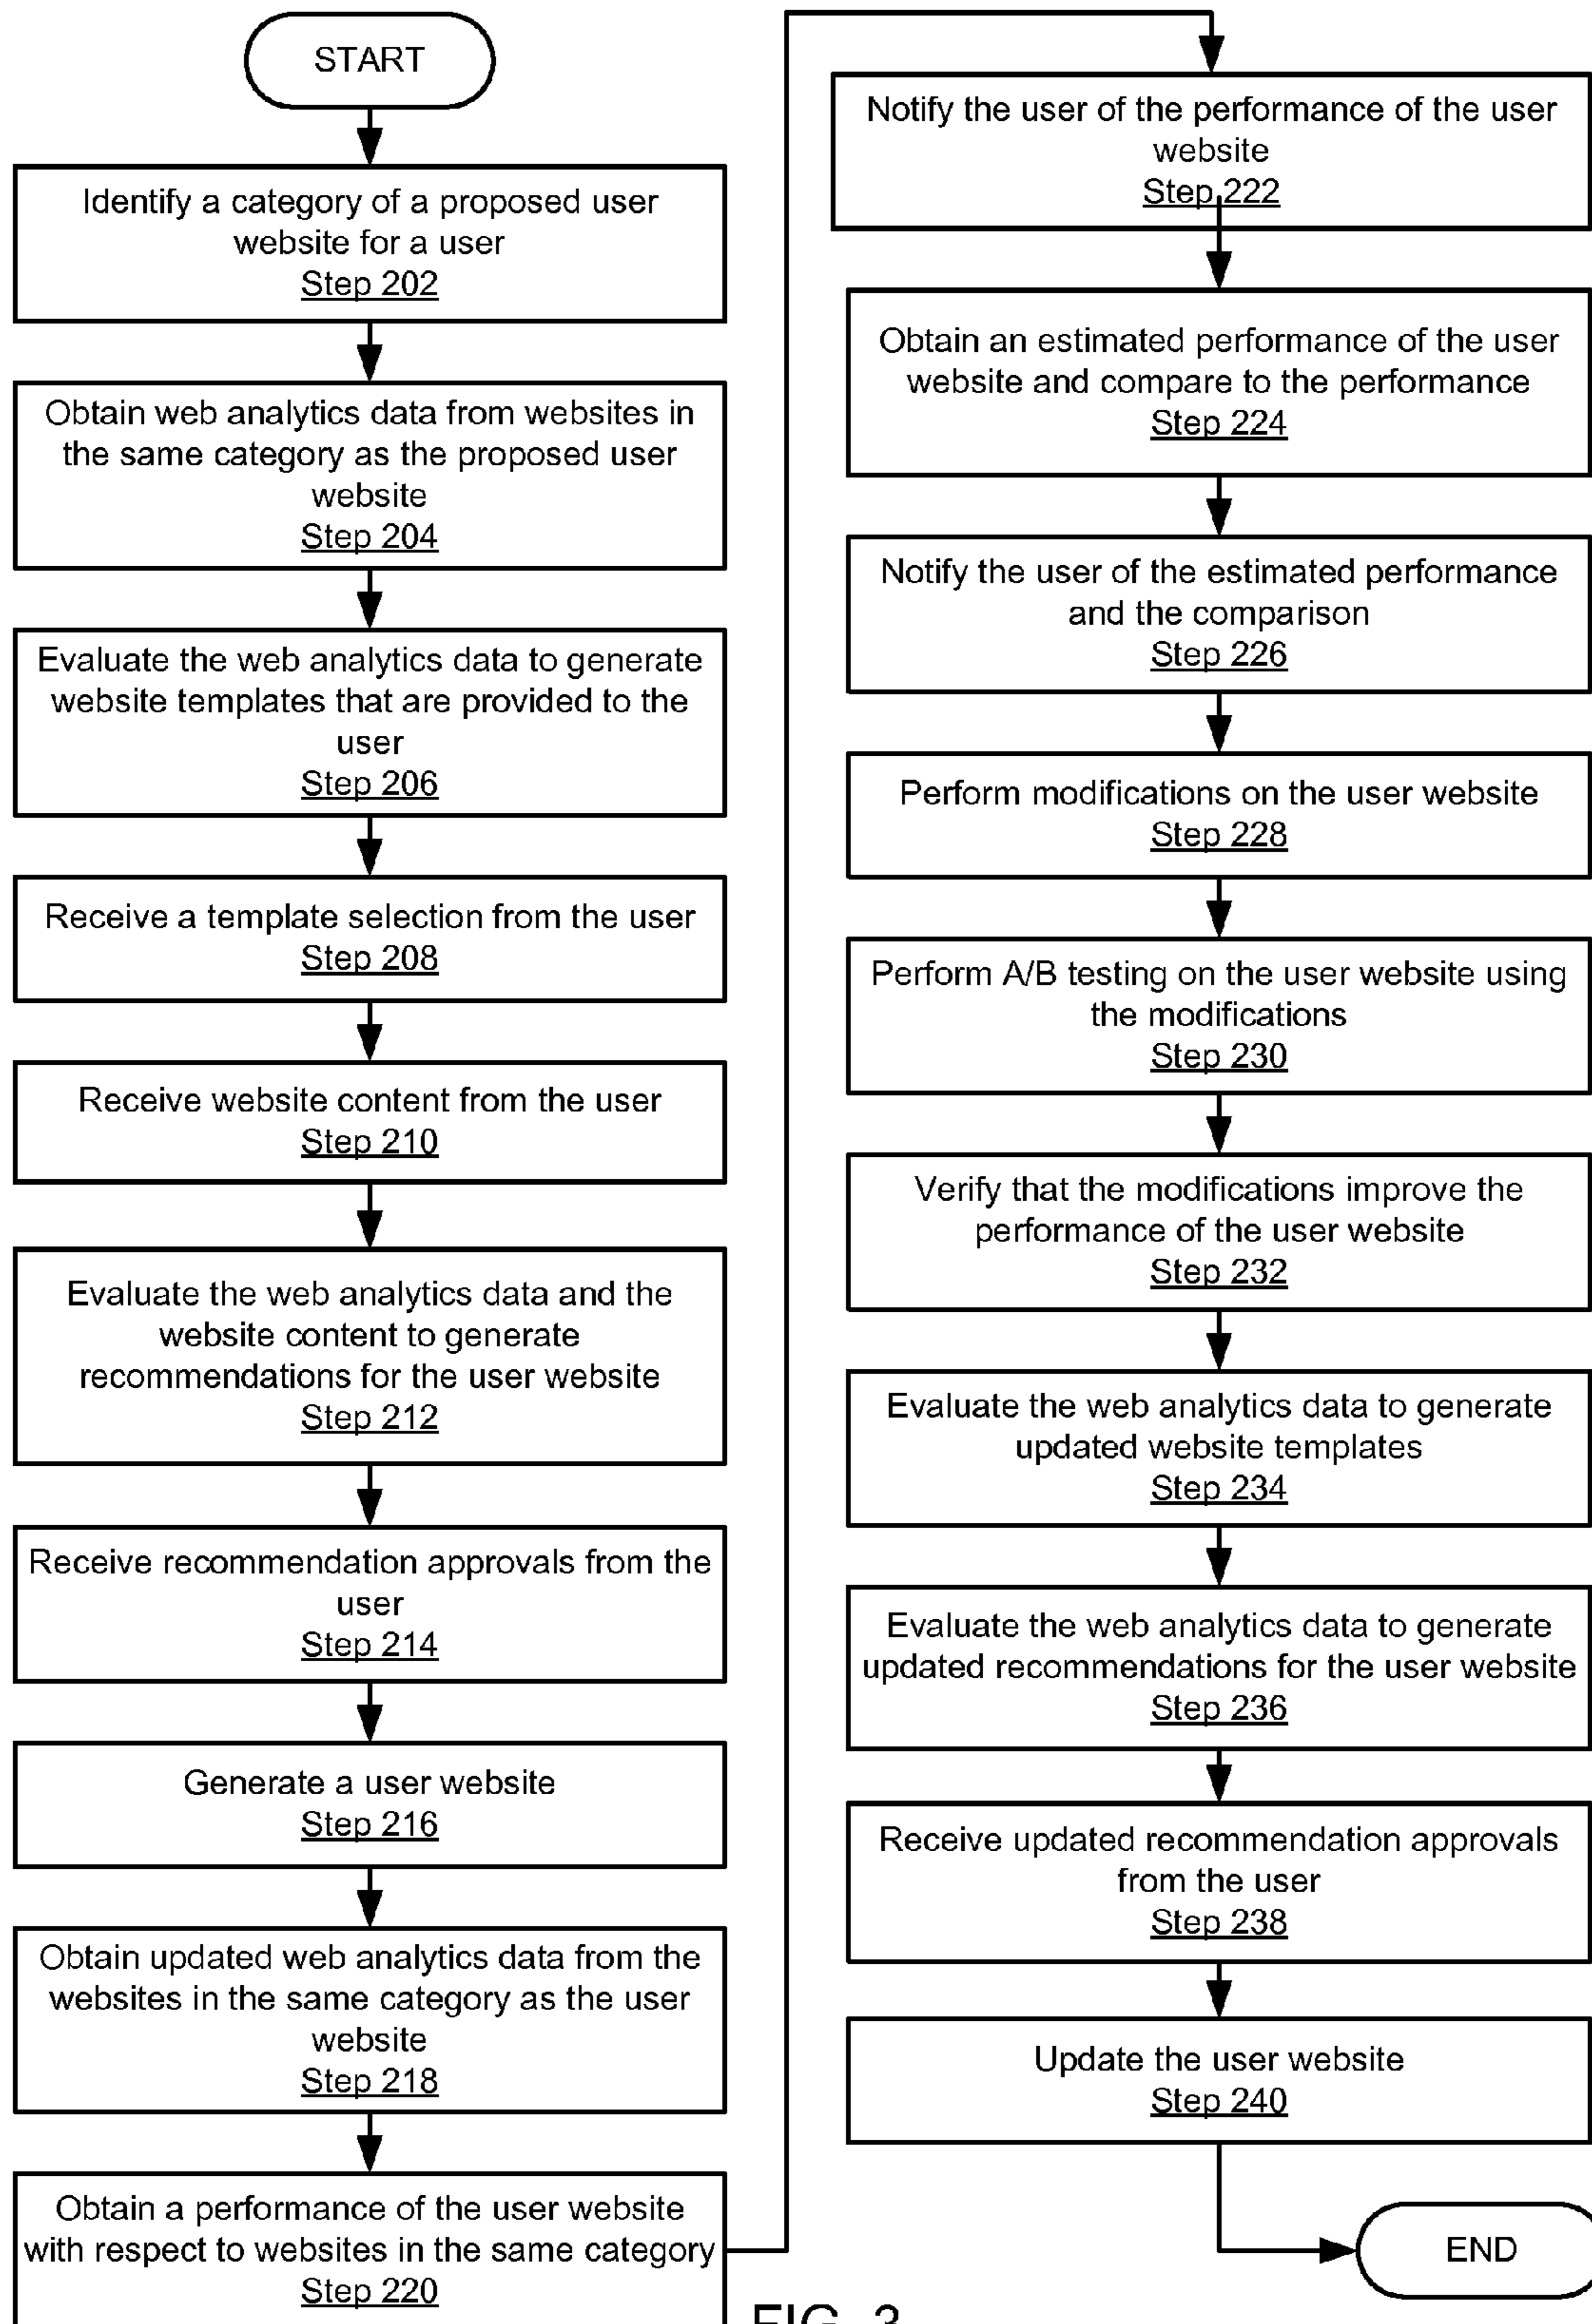 START
Identify a category of a proposed user
website for a user
Step 202
Obtain web analytics data from websites in
the same category as the proposed user
website
Step 204
Evaluate the web analytics data to generate
website templates that are provided to the
user
Step 206
Receive a template selection from the user
Step 208
Receive website content from the user
Step 210
Evaluate the web analytics data and the
website content to generate
recommendations for the user website
Step 212
Receive recommendation approvals from the
user
Step 214
Generate a user website
Step 216
Obtain updated web analytics data from the
websites in the same category as the user
website
Step 218
Obtain a performance of the user website
with respect to websites in the same category
Step 220
Notify the user of the performance of the user
website
Step 222
Obtain an estimated performance of the user
website and compare to the performance
Step 224
Notify the user of the estimated performance
and the comparison
Step 226
Perform modifications on the user website
Step 228
Perform A/B testing on the user website using
the modifications
Step 230
Verify that the modifications improve the
performance of the user website
Step 232
Evaluate the web analytics data to generate
updated website templates
Step 234
Evaluate the web analytics data to generate
updated recommendations for the user website
Step 236
Receive updated recommendation approvals
from the user
Step 238
Update the user website
Step 240
END
FIG. 3